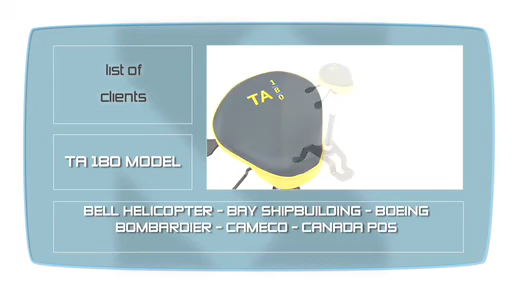 list of
clients
TA 180
TA 180 MODEL
BELL HELICOPTER - BAY SHIPBUILDING - BOEING
BOMBARDIER - CAMECO - CANADA POS